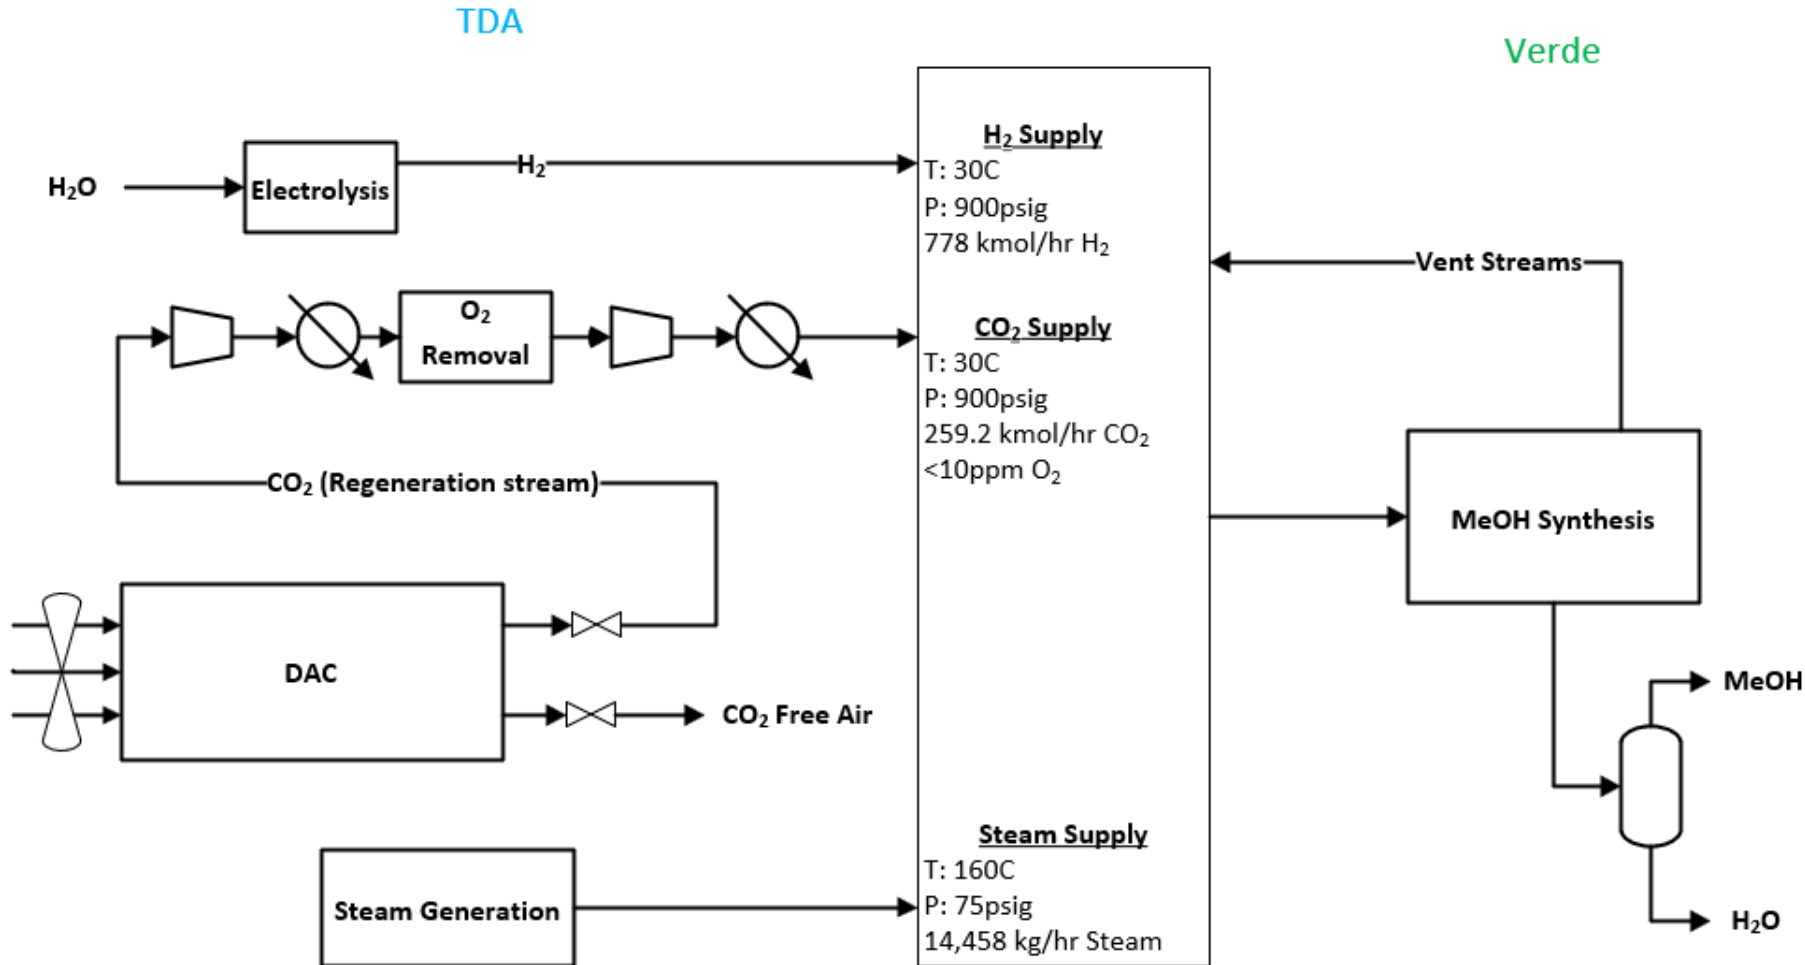 TDA
Verde
H₂O
Electrolysis
H₂
H₂ Supply
T: 30C
P: 900psig
778 kmol/hr H₂
Vent Streams
O₂
Removal
CO₂ Supply
T: 30C
P: 900psig
259.2 kmol/hr CO₂
<10ppm O₂
CO₂ (Regeneration stream)
MeOH Synthesis
DAC
CO₂ Free Air
MeOH
Steam Generation
Steam Supply
T: 160C
P: 75psig
14,458 kg/hr Steam
H₂O